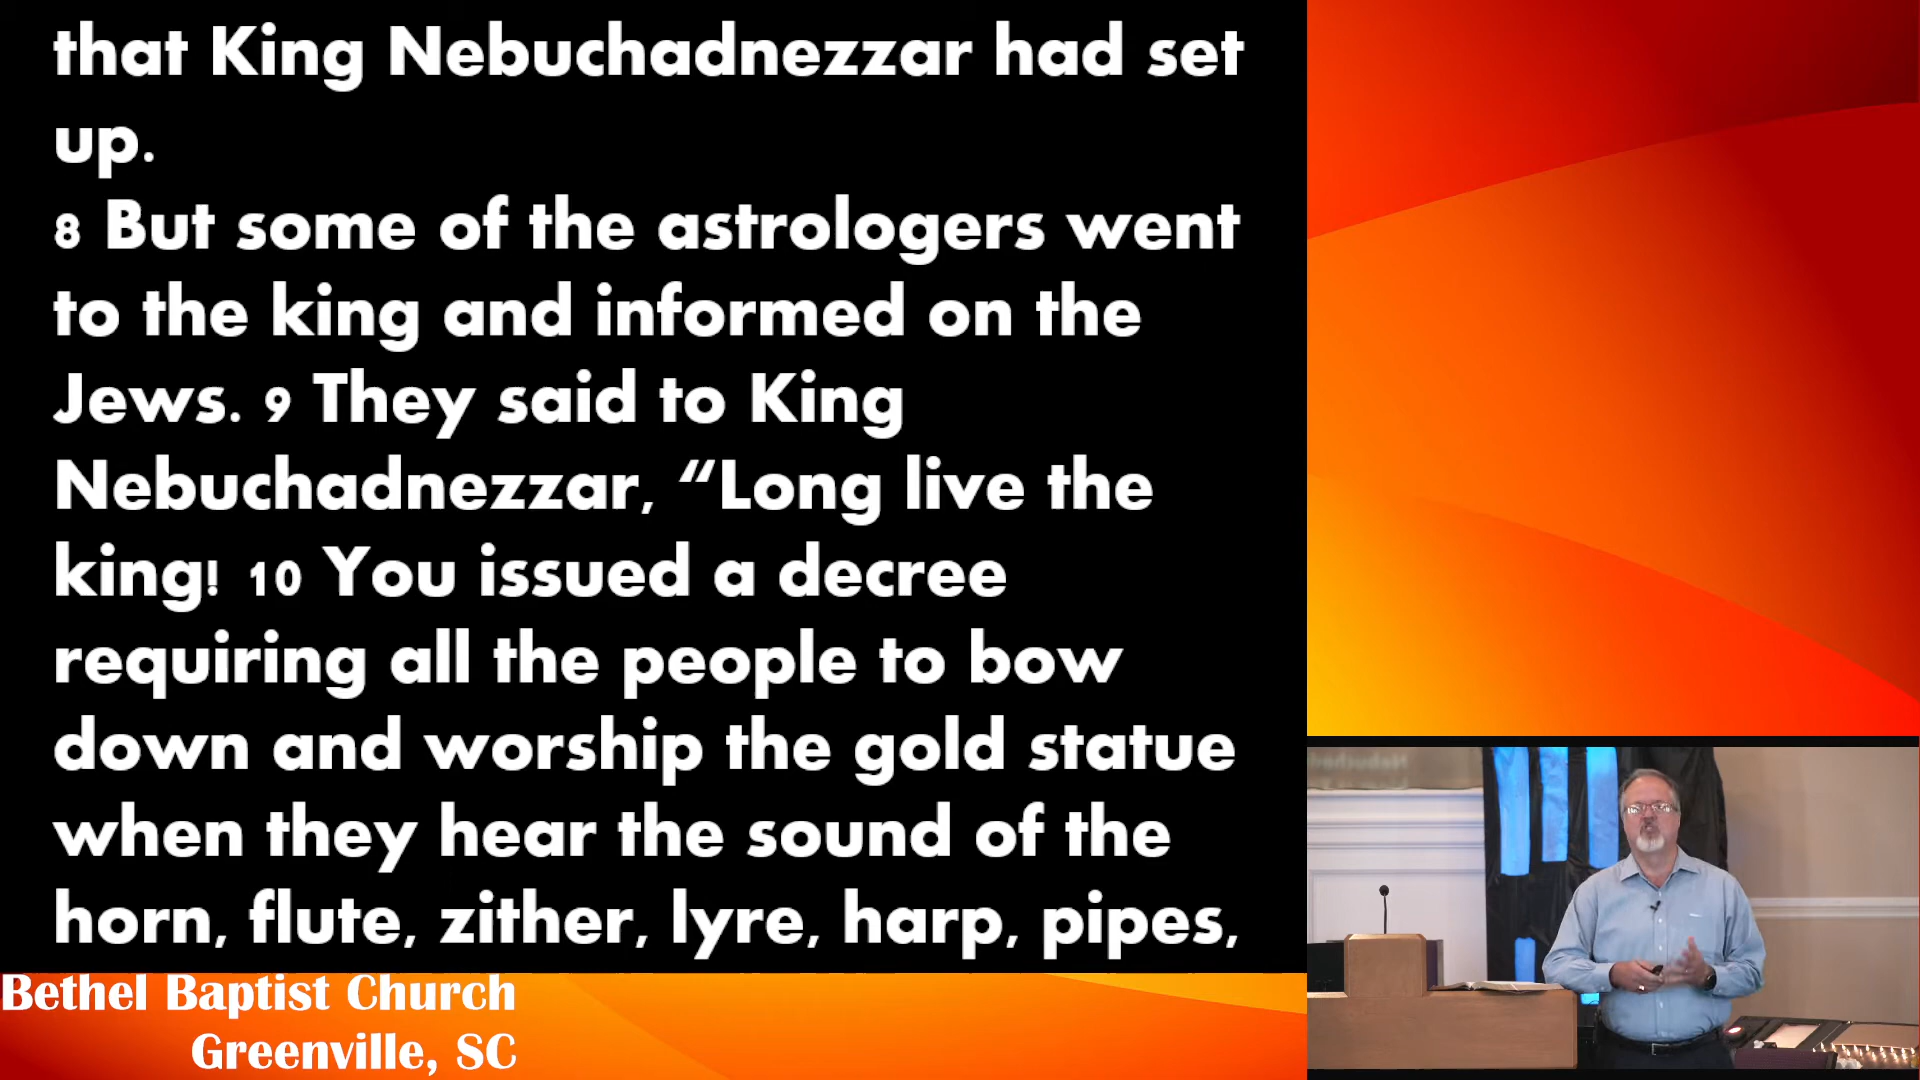 that King Nebuchadnezzar had set
up.
8 But some of the astrologers went
to the king and informed on the
Jews. 9 They said to King
Nebuchadnezzar, “Long live the
king! 10 You issued a decree
requiring all the people to bow
down and worship the gold statue
when they hear the sound of the
horn, flute, zither, lyre, harp, pipes,
Bethel Baptist Church
Greenville, SC